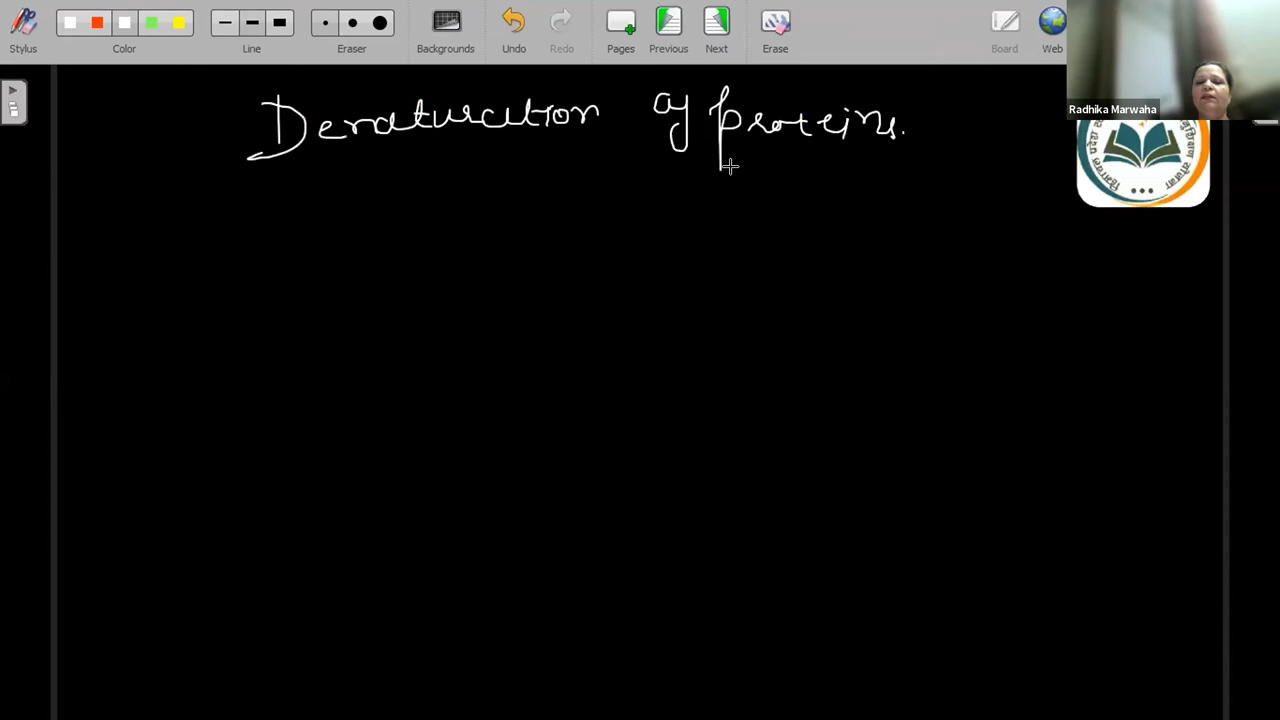 Stylus
Color
Line
Eraser
Backgrounds
Undo
Redo
Pages
Previous
Next
Erase
Board
Web
Radhika Marwaha
Denaturation of proteins.